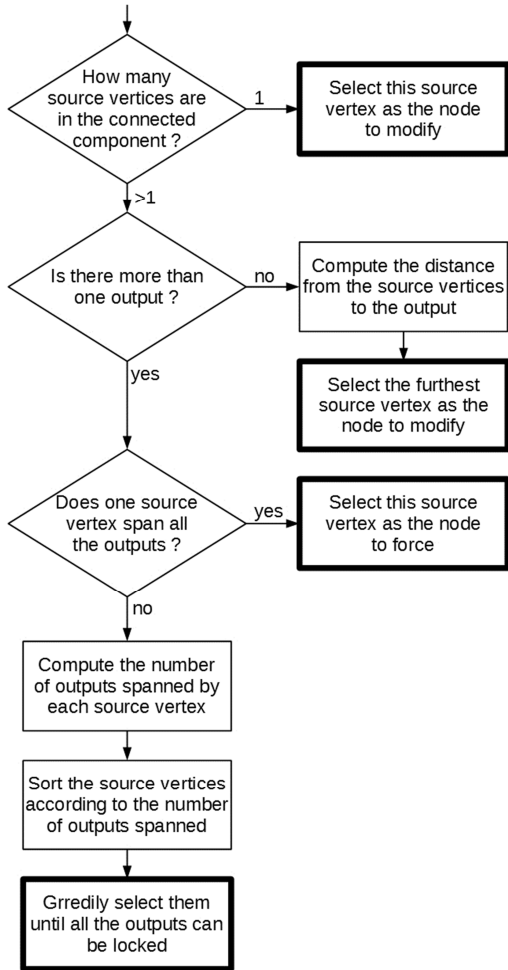 How many
source vertices are
in the connected
component ?
1
Select this source
vertex as the node
to modify
>1
Is there more than
one output ?
no
Compute the distance
from the source vertices
to the output
yes
Select the furthest
source vertex as the
node to modify
Does one source
vertex span all
the outputs ?
yes
Select this source
vertex as the node
to force
no
Compute the number
of outputs spanned by
each source vertex
Sort the source vertices
according to the number
of outputs spanned
Grredily select them
until all the outputs can
be locked